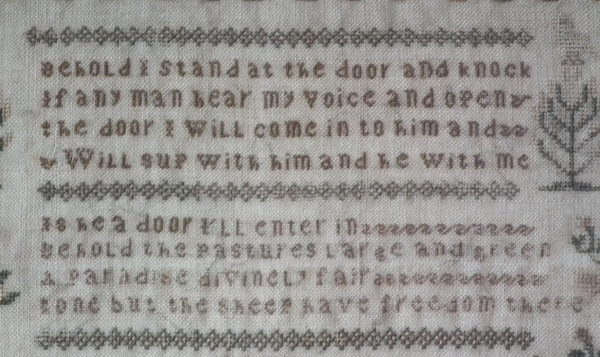 Behold I stand at the door and knock
If any man hear my voice and open
the door I will come in to him and
Will sup with him and he with me
Is he a door I'll enter in
Behold the Pastures Large and green
A Paradise divinely fair
none but the sheep have freedom there